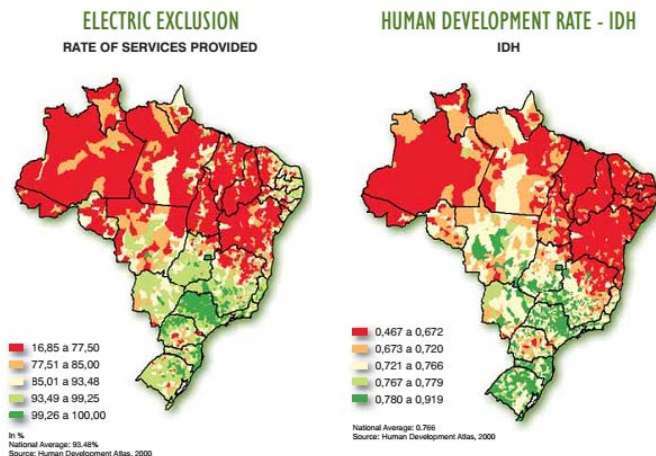 ELECTRIC EXCLUSION
RATE OF SERVICES PROVIDED
16,85 a 77,50
77,51 a 85,00
85,01 a 93,48
93,49 a 99,25
99,26 a 100,00
In %
National Average: 93.48%
Source: Human Development Atlas, 2000
HUMAN DEVELOPMENT RATE - IDH
IDH
0,467 a 0,672
0,673 a 0,720
0,721 a 0,766
0,767 a 0,779
0,780 a 0,919
National Average: 0.766
Source: Human Development Atlas, 2000